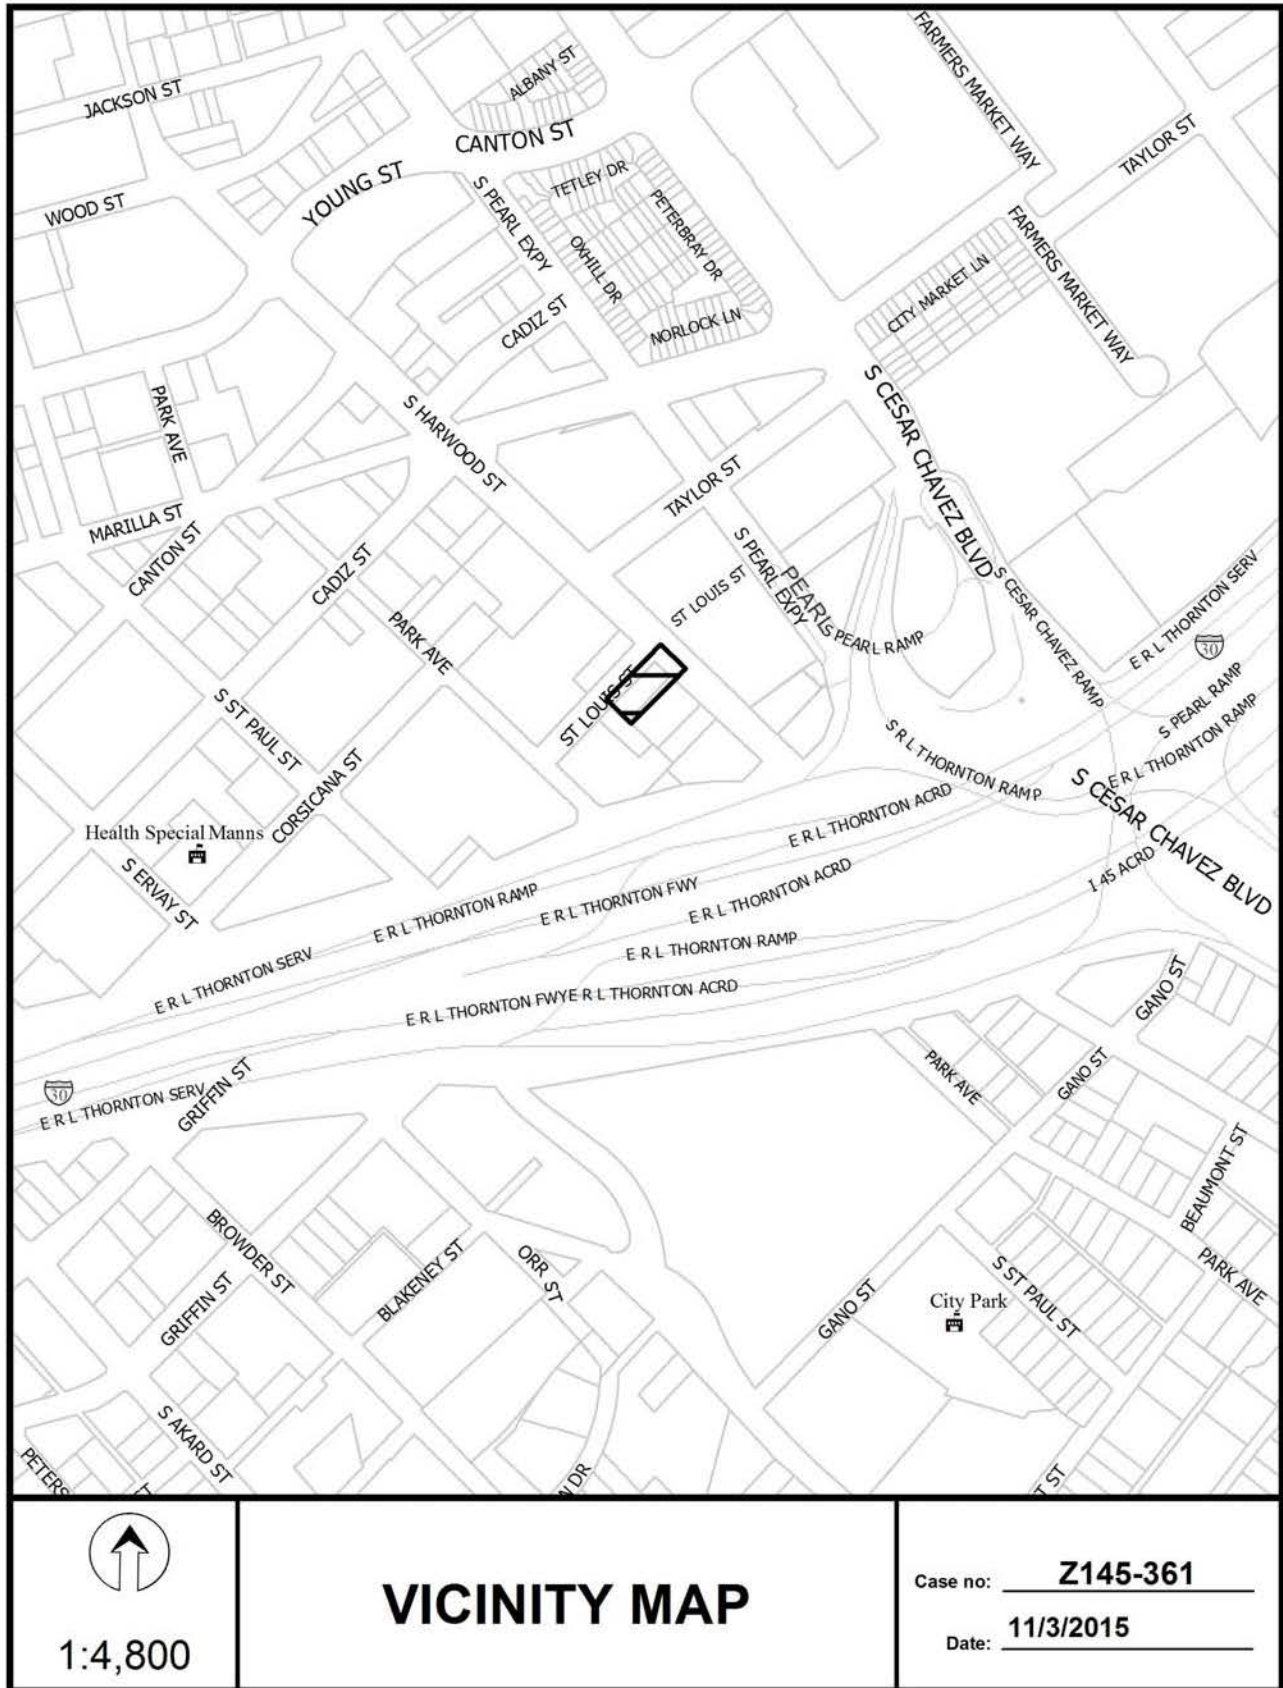 FARMERS MARKET WAY
ALBANY ST
JACKSON ST
CANTON ST
TAYLOR ST
YOUNG ST
TETLEY DR
S PEARL EXPY
PETERBRAY DR
WOOD ST
FARMERS MARKET WAY
OXHILL DR
CITY MARKET LN
CADIZ ST
NORLOCK LN
PARK AVE
S CESAR CHAVEZ BLVD
S HARWOOD ST
TAYLOR ST
MARILLA ST
CANTON ST
CADIZ ST
S PEARL EXPY
PEARL
ST LOUIS ST
S CESAR CHAVEZ RAMP
E R L THORNTON SERV
30
PARK AVE
S PEARL RAMP
ST LOUIS ST
S PEARL RAMP
S ST PAUL ST
E R L THORNTON RAMP
S R L THORNTON RAMP
CORSICANA ST
S CESAR CHAVEZ BLVD
Health Special Manns
E R L THORNTON ACRD
S ERVAY ST
E R L THORNTON RAMP
E R L THORNTON FWY
E R L THORNTON ACRD
I 45 ACRD
E R L THORNTON RAMP
E R L THORNTON SERV
E R L THORNTON FWY
E R L THORNTON ACRD
GANO ST
GANO ST
PARK AVE
30
E R L THORNTON SERV
GRIFFIN ST
BEAUMONT ST
BROWDER ST
BLAKENEY ST
ORR ST
S ST PAUL ST
PARK AVE
GRIFFIN ST
GANO ST
City Park
S AKARD ST
PETERS
T
N DR
T ST
1:4,800
VICINITY MAP
Case no: Z145-361
Date: 11/3/2015